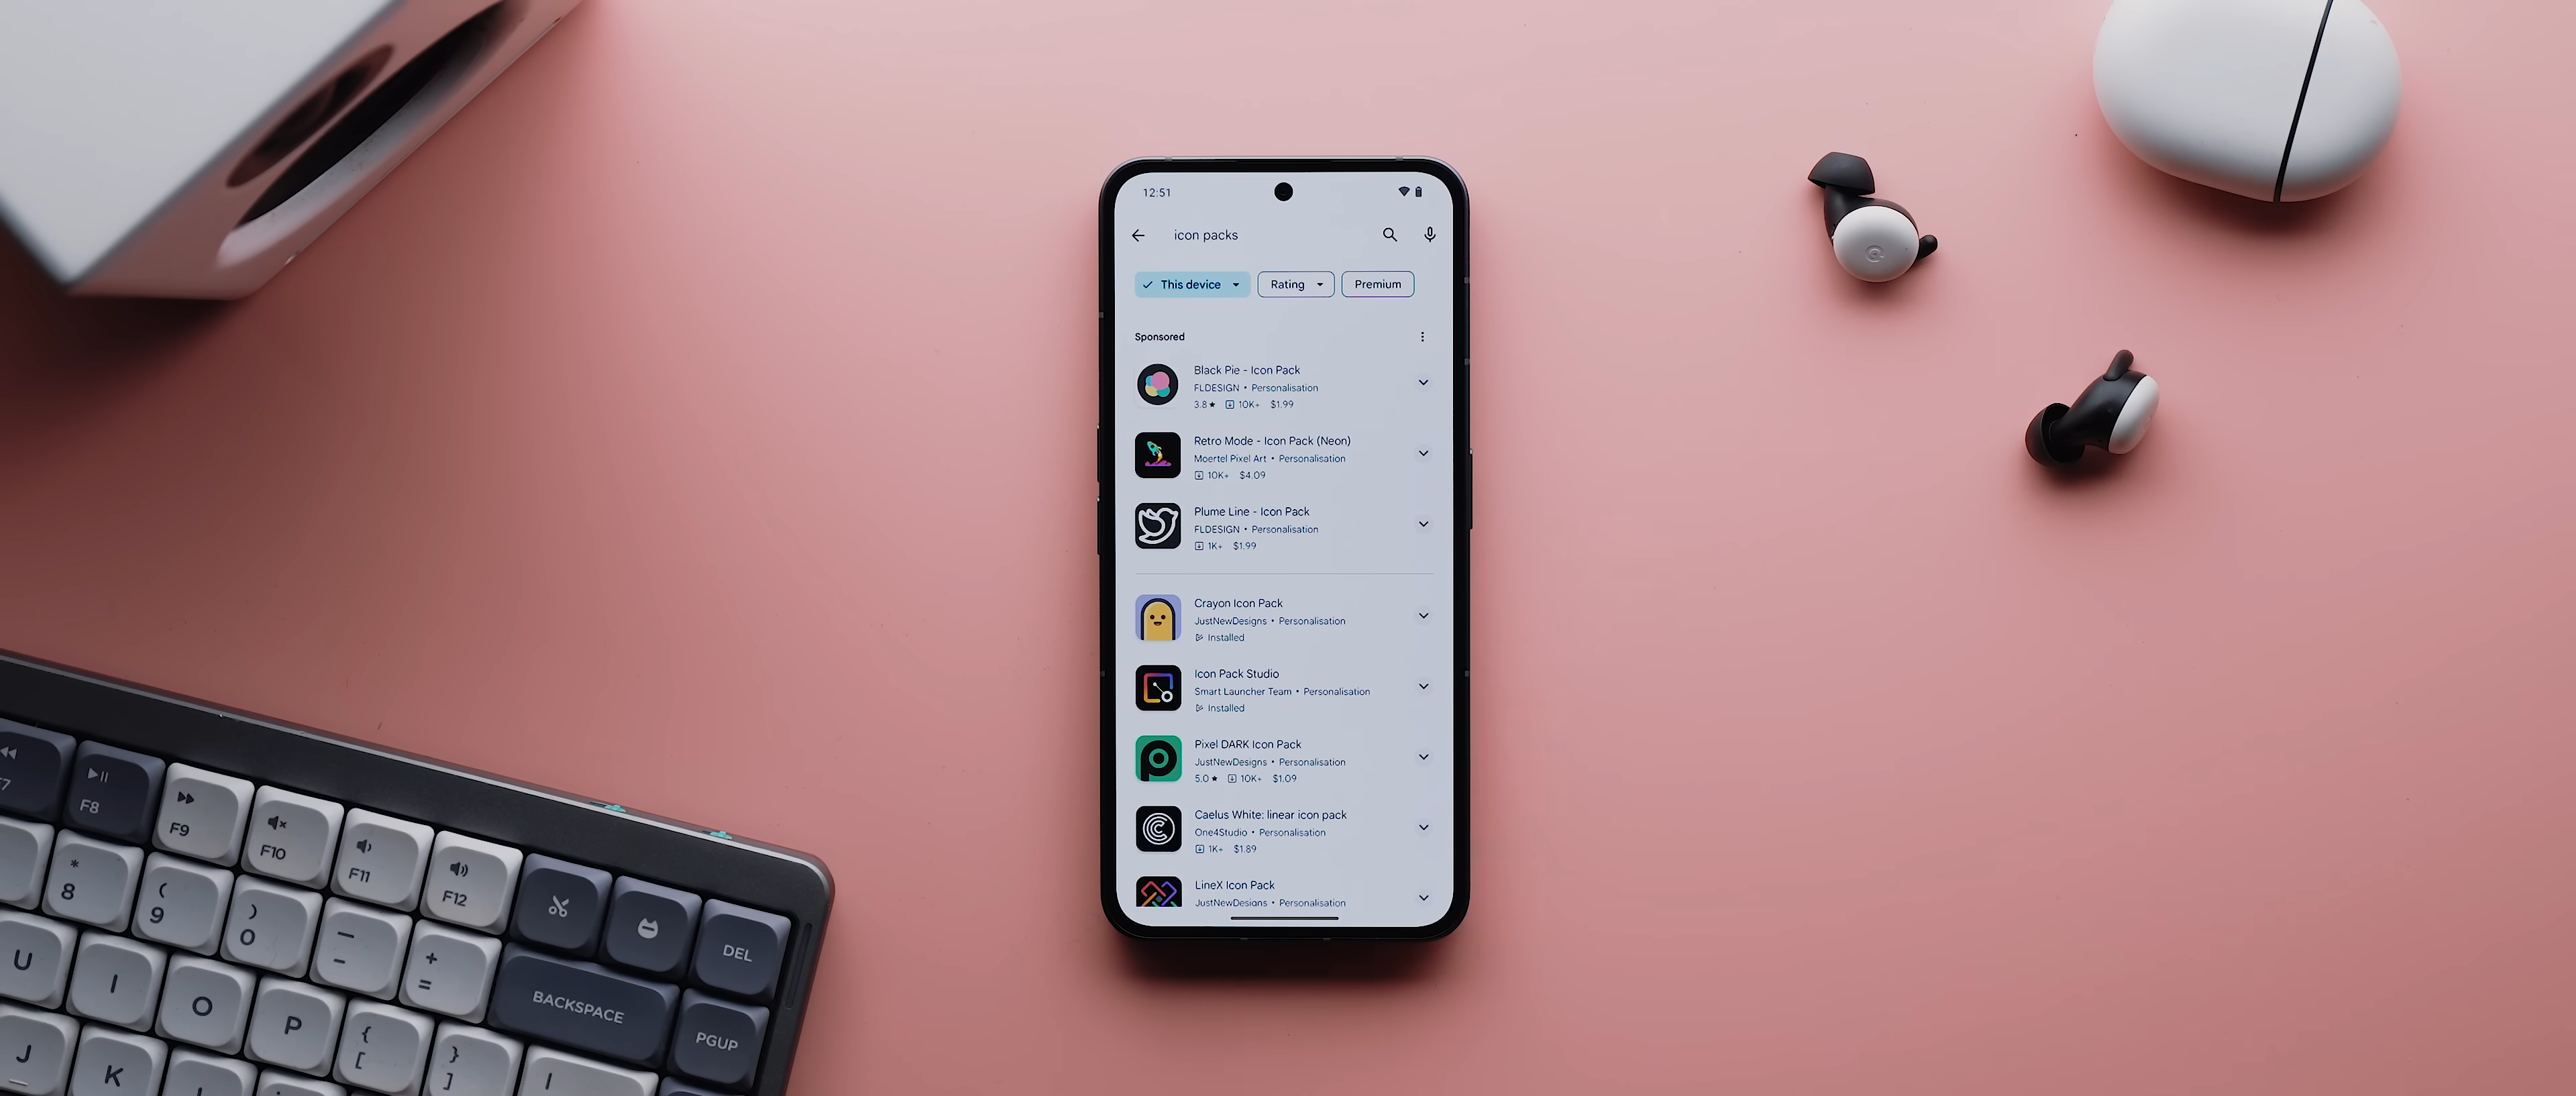 12:51
icon packs
This device
Rating
Premium
Sponsored
Black Pie - Icon Pack
FLDESIGN • Personalisation
3.8★ 10K+ $1.99
Retro Mode - Icon Pack (Neon)
Moertel Pixel Art • Personalisation
10K+ $4.09
Plume Line - Icon Pack
FLDESIGN • Personalisation
1K+ $1.99
Crayon Icon Pack
JustNewDesigns • Personalisation
Installed
Icon Pack Studio
Smart Launcher Team • Personalisation
Installed
Pixel DARK Icon Pack
JustNewDesigns • Personalisation
5.0★ 10K+ $1.09
Caelus White: linear icon pack
One4Studio • Personalisation
1K+ $1.89
LineX Icon Pack
JustNewDesigns • Personalisation
F8
F9
F10
F11
F12
DEL
* 8
( 9
) 0
_ -
+ =
BACKSPACE
U
I
O
P
{ [
} ]
PGUP
J
K